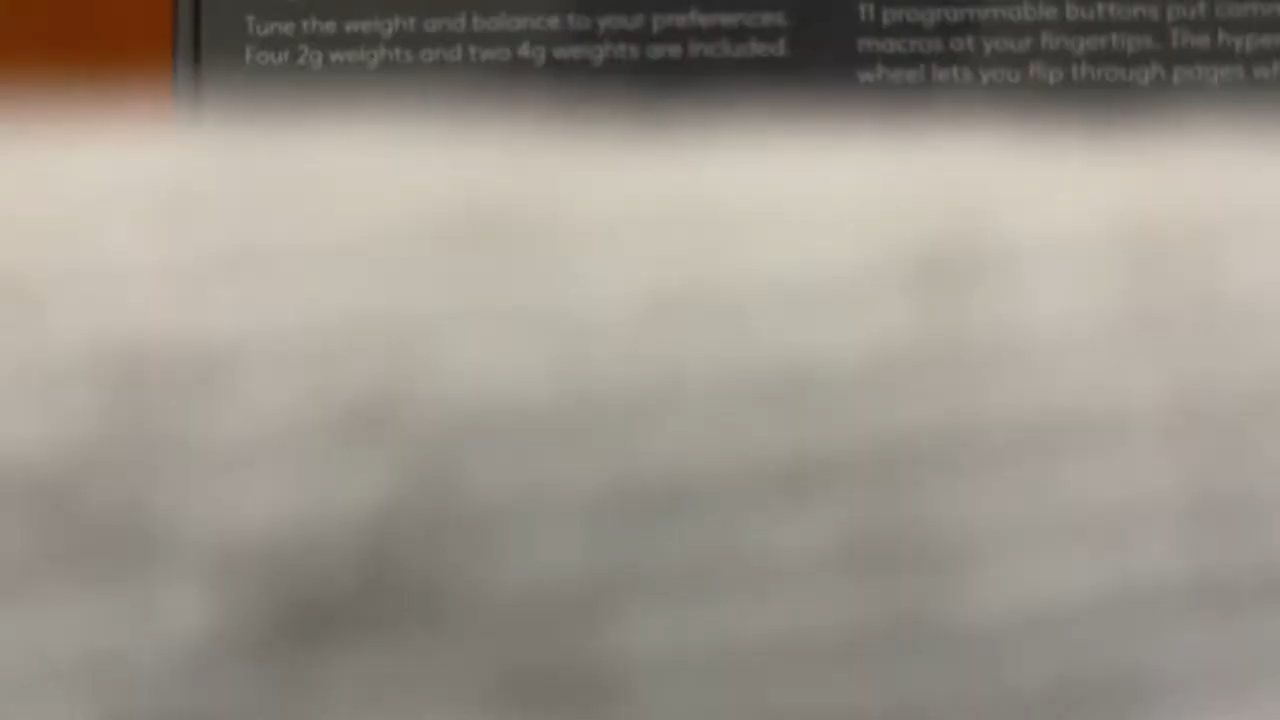 Tune the weight and balance to your preferences.
Four 2g weights and two 4g weights are included.
11 programmable buttons put
macros at your fingertips. The
wheel lets you flip through pages